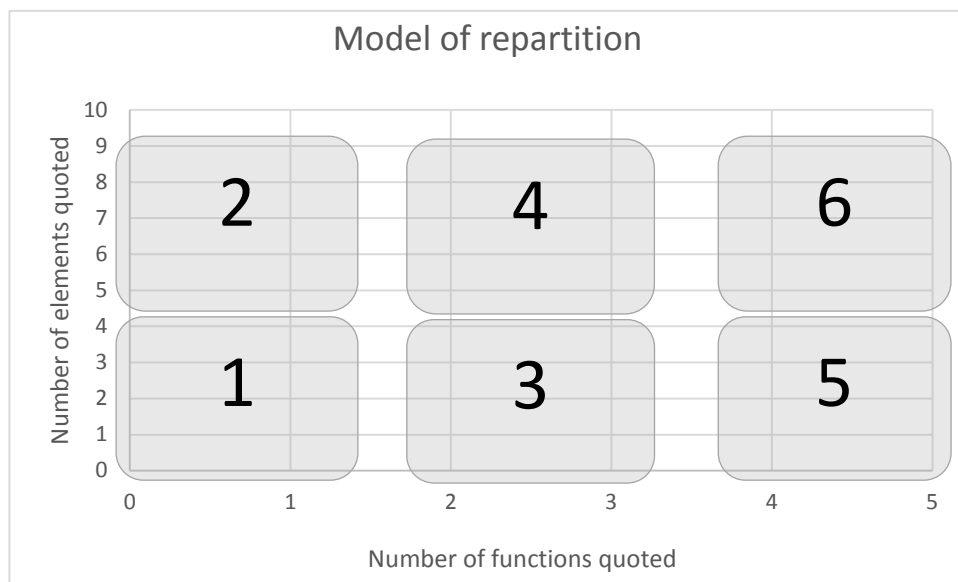 Model of repartition
Number of elements quoted
10
9
8
7
6
5
4
3
2
1
0
2 4 6
1 3 5
0 1 2 3 4 5
Number of functions quoted